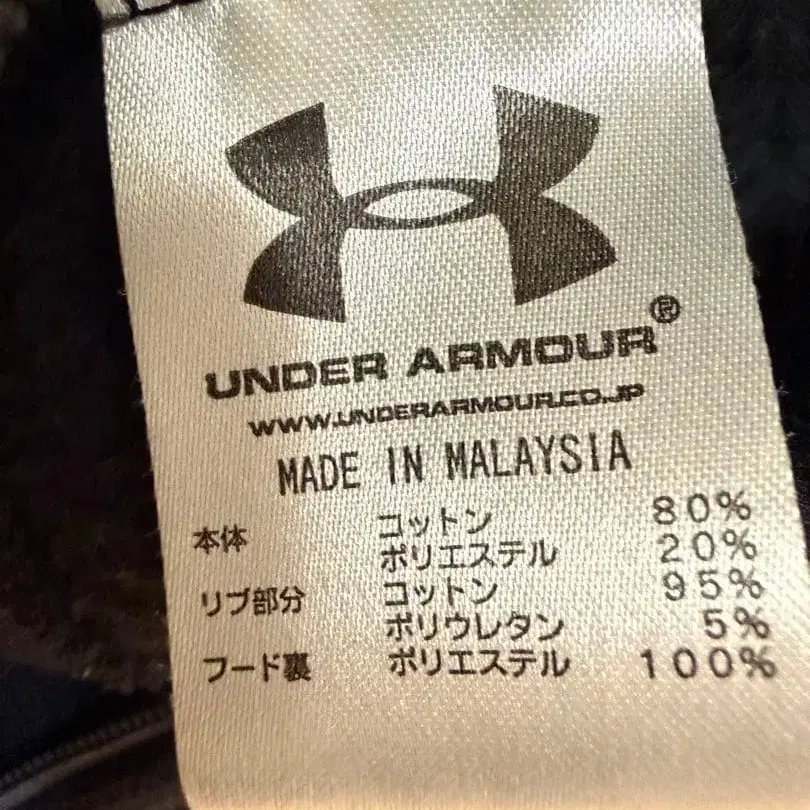 UNDER ARMOUR®
WWW.UNDERARMOUR.CO.JP
MADE IN MALAYSIA
本体 コットン 80%
ポリエステル 20%
リブ部分 コットン 95%
ポリウレタン 5%
フード裏 ポリエステル 100%